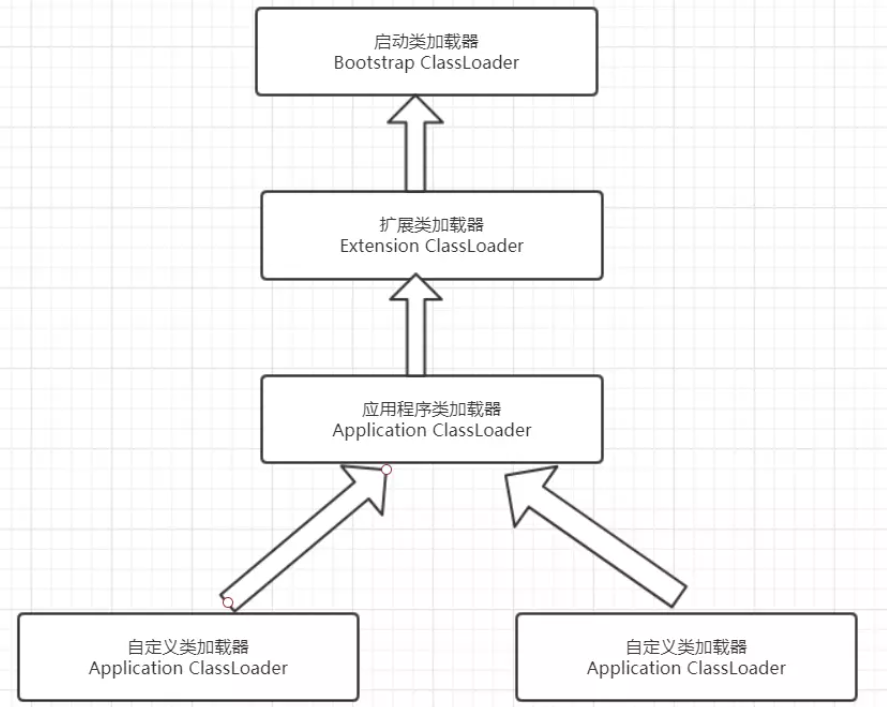 启动类加载器
Bootstrap ClassLoader
扩展类加载器
Extension ClassLoader
应用程序类加载器
Application ClassLoader
自定义类加载器
Application ClassLoader
自定义类加载器
Application ClassLoader